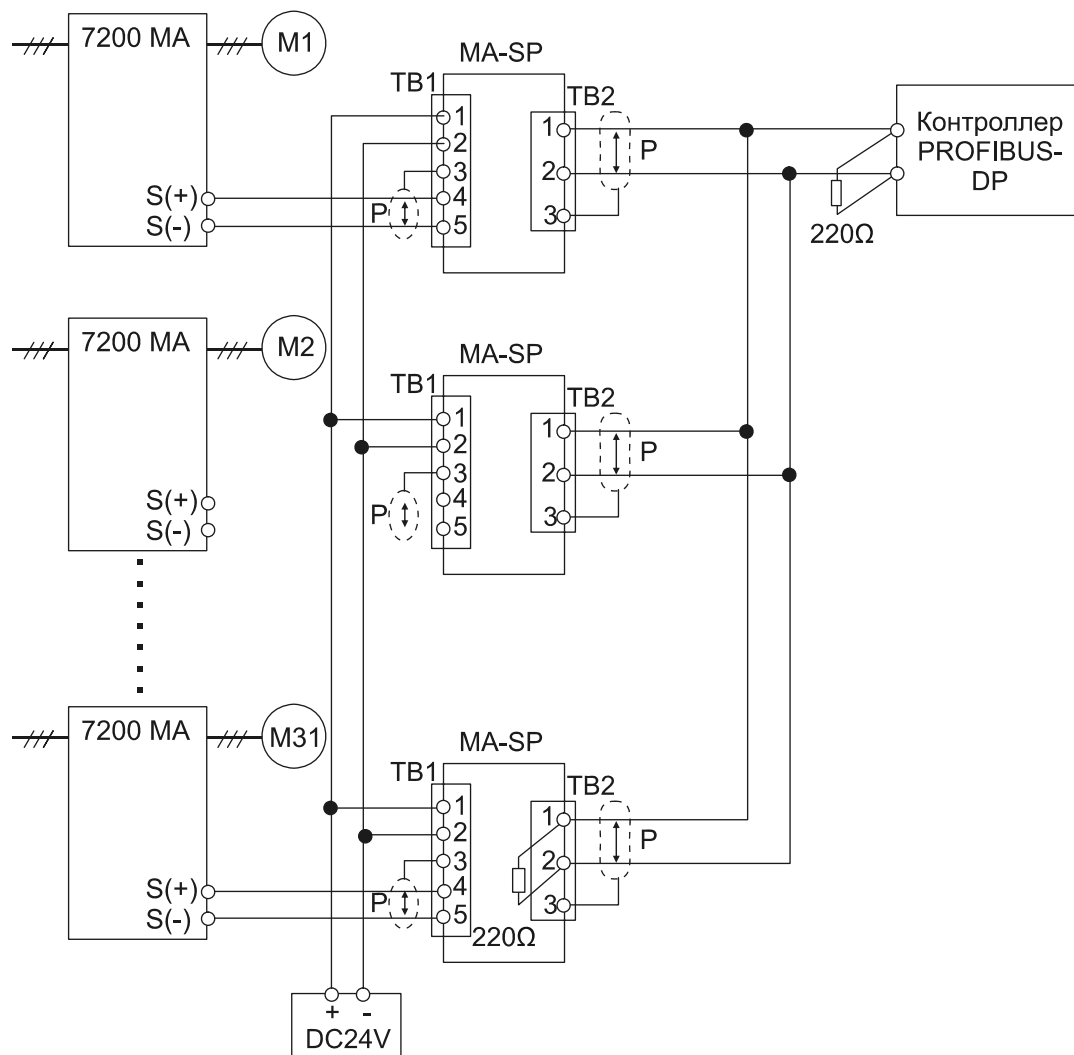 7200 MA
M1
MA-SP
TB1
TB2
1
2
3
4
5
1
2
3
P
P
S(+)
S(-)
Контроллер
PROFIBUS-
DP
220Ω
7200 MA
M2
MA-SP
TB1
TB2
1
2
3
4
5
1
2
3
P
P
S(+)
S(-)
7200 MA
M31
MA-SP
TB1
TB2
1
2
3
4
5
1
2
3
P
P
S(+)
S(-)
220Ω
+ -
DC24V